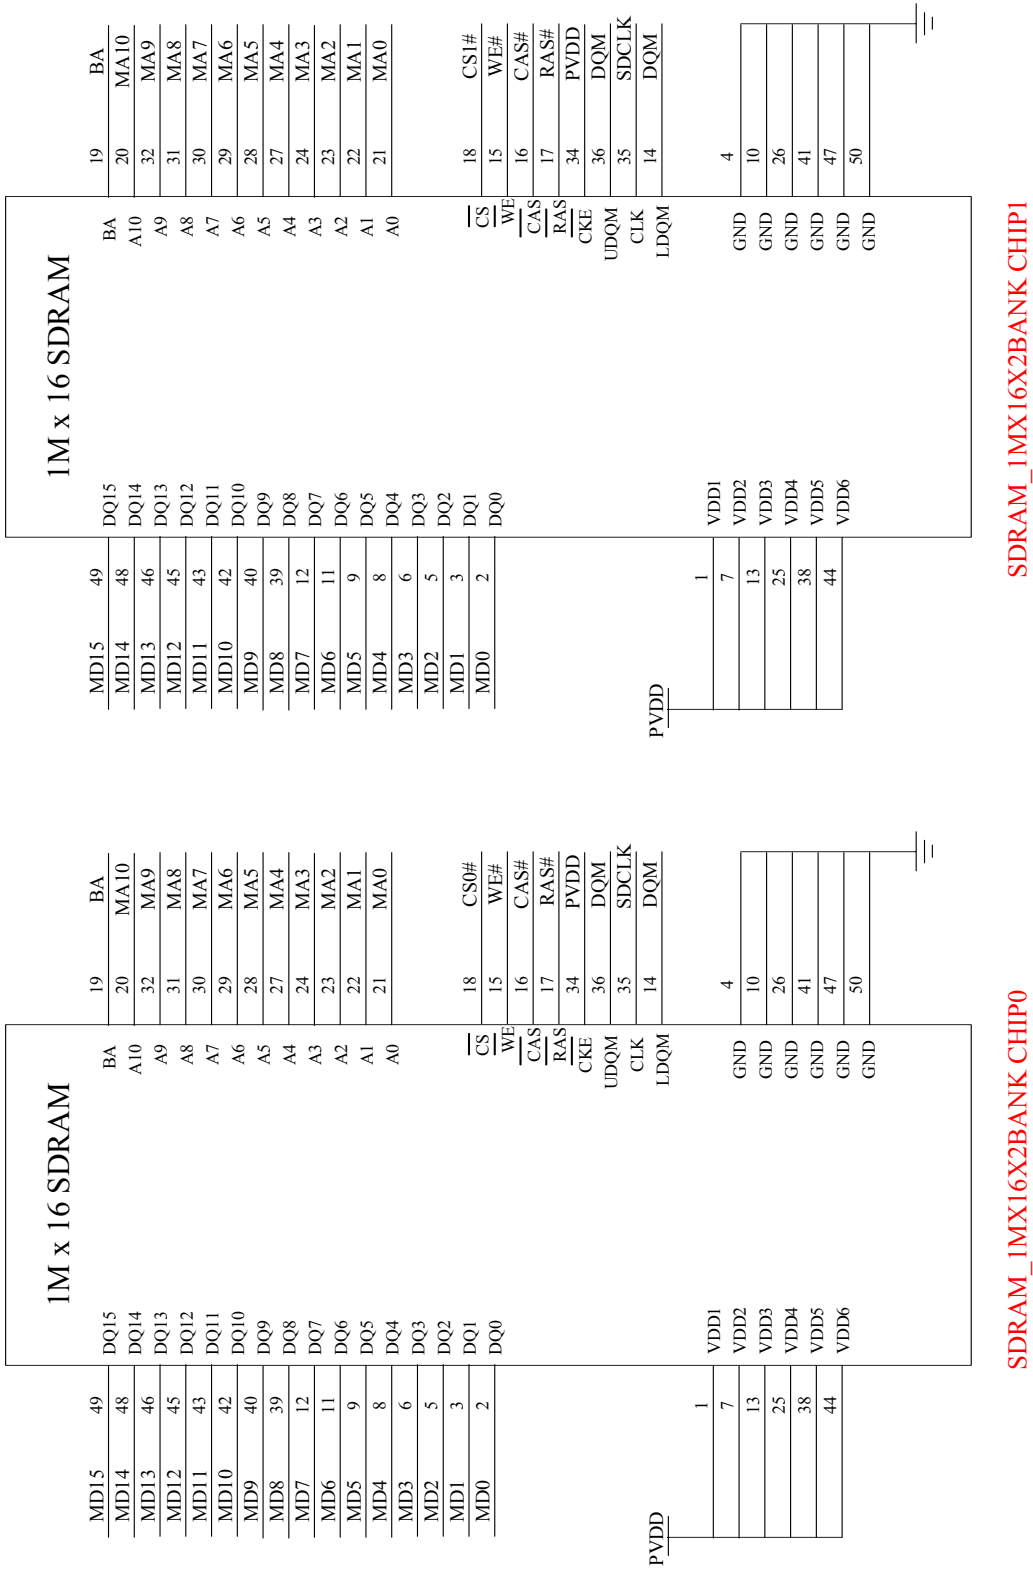 1M x 16 SDRAM
MD15 49 DQ15 BA 19 BA
MD14 48 DQ14 A10 20 MA10
MD13 46 DQ13 A9 32 MA9
MD12 45 DQ12 A8 31 MA8
MD11 43 DQ11 A7 30 MA7
MD10 42 DQ10 A6 29 MA6
MD9 40 DQ9 A5 28 MA5
MD8 39 DQ8 A4 27 MA4
MD7 12 DQ7 A3 24 MA3
MD6 11 DQ6 A2 23 MA2
MD5 9 DQ5 A1 22 MA1
MD4 8 DQ4 A0 21 MA0
MD3 6 DQ3
MD2 5 DQ2
MD1 3 DQ1
CS 18 CS0#
MD0 2 DQ0
WE 15 WE#
CAS 16 CAS#
RAS 17 RAS#
CKE 34 PVDD
UDQM 36 DQM
CLK 35 SDCLK
LDQM 14 DQM
PVDD
1 VDD1
7 VDD2 GND 4
13 VDD3 GND 10
25 VDD4 GND 26
38 VDD5 GND 41
44 VDD6 GND 47
GND 50
SDRAM_1MX16X2BANK CHIP0
1M x 16 SDRAM
MD15 49 DQ15 BA 19 BA
MD14 48 DQ14 A10 20 MA10
MD13 46 DQ13 A9 32 MA9
MD12 45 DQ12 A8 31 MA8
MD11 43 DQ11 A7 30 MA7
MD10 42 DQ10 A6 29 MA6
MD9 40 DQ9 A5 28 MA5
MD8 39 DQ8 A4 27 MA4
MD7 12 DQ7 A3 24 MA3
MD6 11 DQ6 A2 23 MA2
MD5 9 DQ5 A1 22 MA1
MD4 8 DQ4 A0 21 MA0
MD3 6 DQ3
MD2 5 DQ2
MD1 3 DQ1
CS 18 CS1#
MD0 2 DQ0
WE 15 WE#
CAS 16 CAS#
RAS 17 RAS#
CKE 34 PVDD
UDQM 36 DQM
CLK 35 SDCLK
LDQM 14 DQM
PVDD
1 VDD1
7 VDD2 GND 4
13 VDD3 GND 10
25 VDD4 GND 26
38 VDD5 GND 41
44 VDD6 GND 47
GND 50
SDRAM_1MX16X2BANK CHIP1